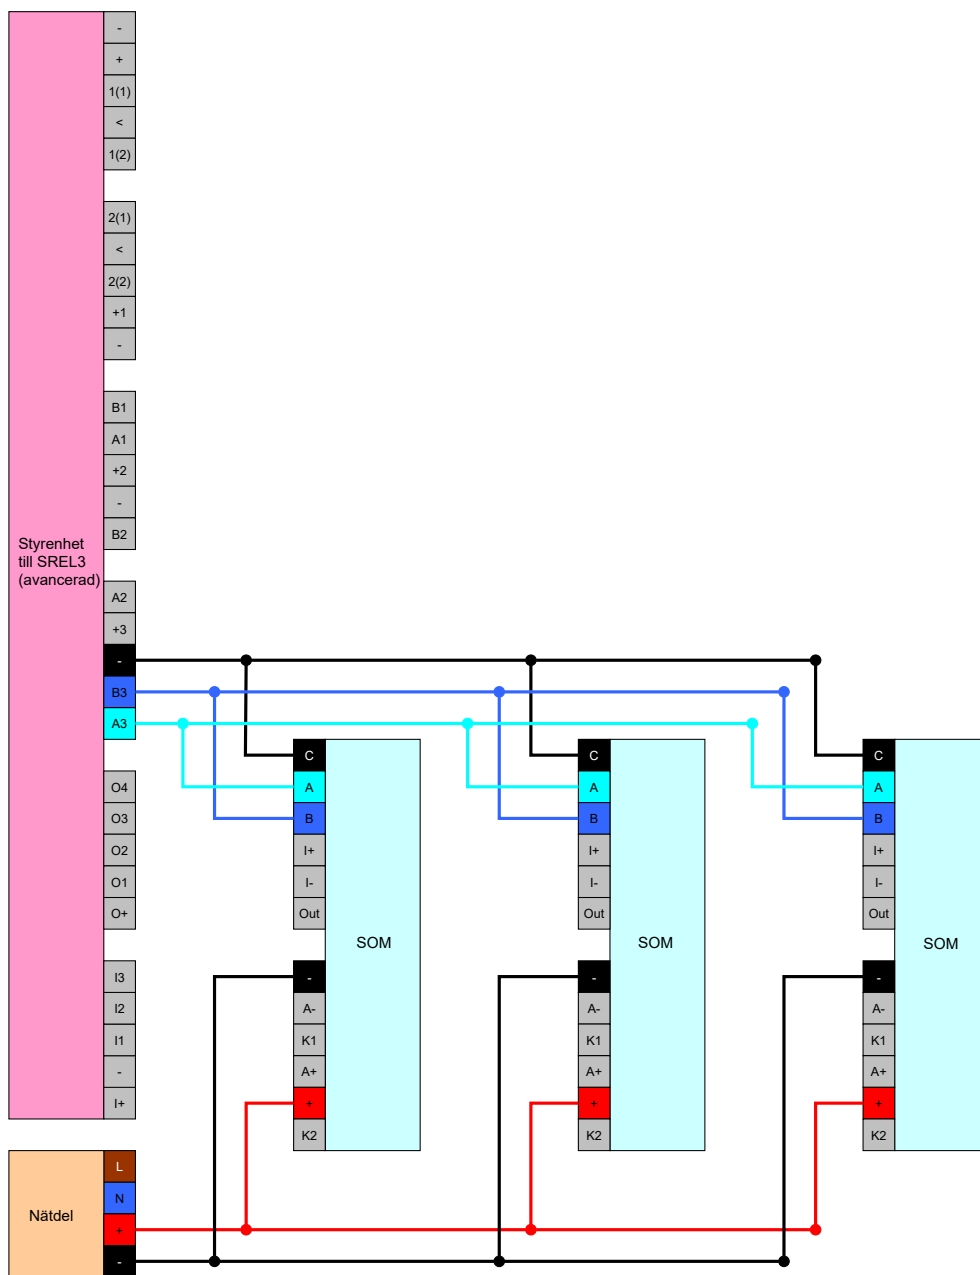 -
+
1(1)
<
1(2)
2(1)
<
2(2)
+1
-
B1
A1
+2
-
B2
Styrenhet
till SREL3
(avancerad)
A2
+3
-
B3
A3
O4
O3
O2
O1
O+
I3
I2
I1
-
I+
C
A
B
I+
I-
Out
SOM
-
A-
K1
A+
+
K2
C
A
B
I+
I-
Out
SOM
-
A-
K1
A+
+
K2
C
A
B
I+
I-
Out
SOM
-
A-
K1
A+
+
K2
Nätdel
L
N
+
-